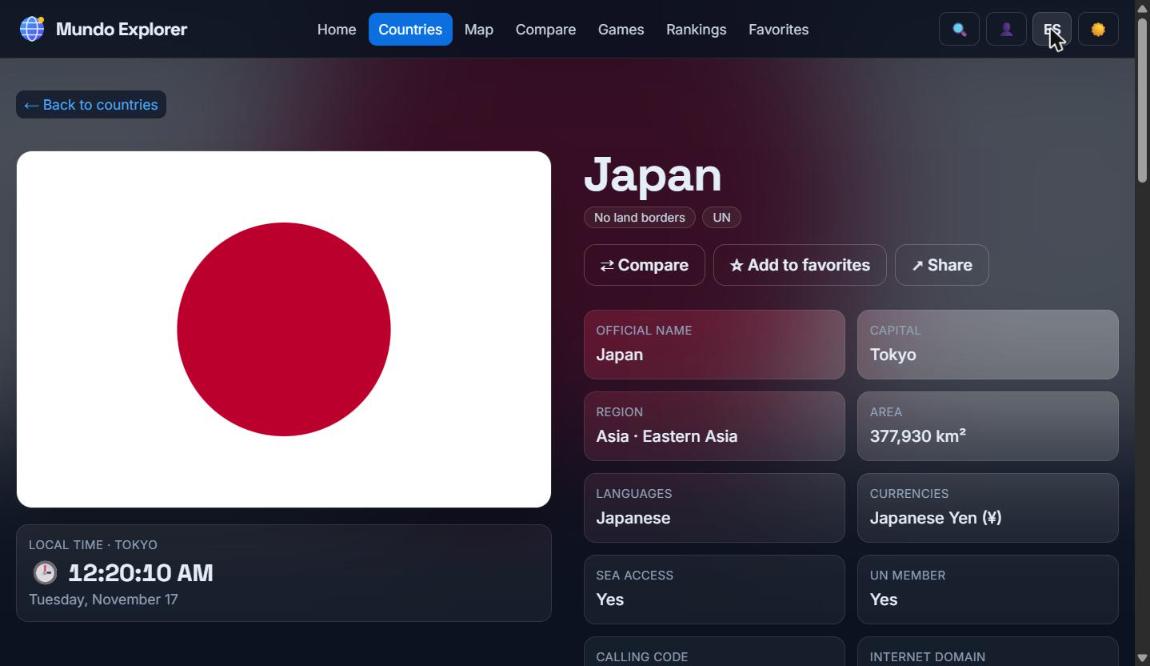 Mundo Explorer
Home Countries Map Compare Games Rankings Favorites
ES
← Back to countries
Japan
No land borders UN
⇄ Compare ☆ Add to favorites ↗ Share
OFFICIAL NAME
Japan
CAPITAL
Tokyo
REGION
Asia · Eastern Asia
AREA
377,930 km²
LANGUAGES
Japanese
CURRENCIES
Japanese Yen (¥)
LOCAL TIME · TOKYO
12:20:10 AM
Tuesday, November 17
SEA ACCESS
Yes
UN MEMBER
Yes
CALLING CODE
INTERNET DOMAIN